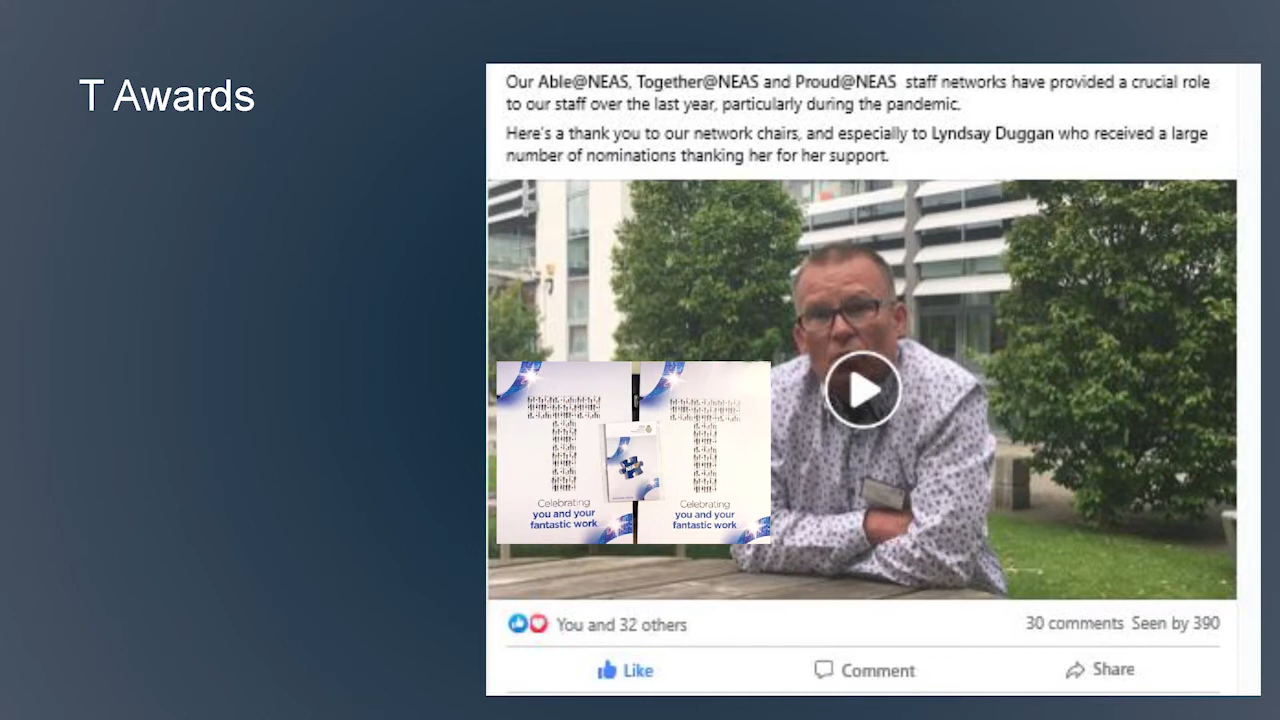 T Awards
Our Able@NEAS, Together@NEAS and Proud@NEAS staff networks have provided a crucial role
to our staff over the last year, particularly during the pandemic.
Here's a thank you to our network chairs, and especially to Lyndsay Duggan who received a large
number of nominations thanking her for her support.
Celebrating
you and your
fantastic work
Celebrating
you and your
fantastic work
You and 32 others
30 comments Seen by 390
Like
Comment
Share